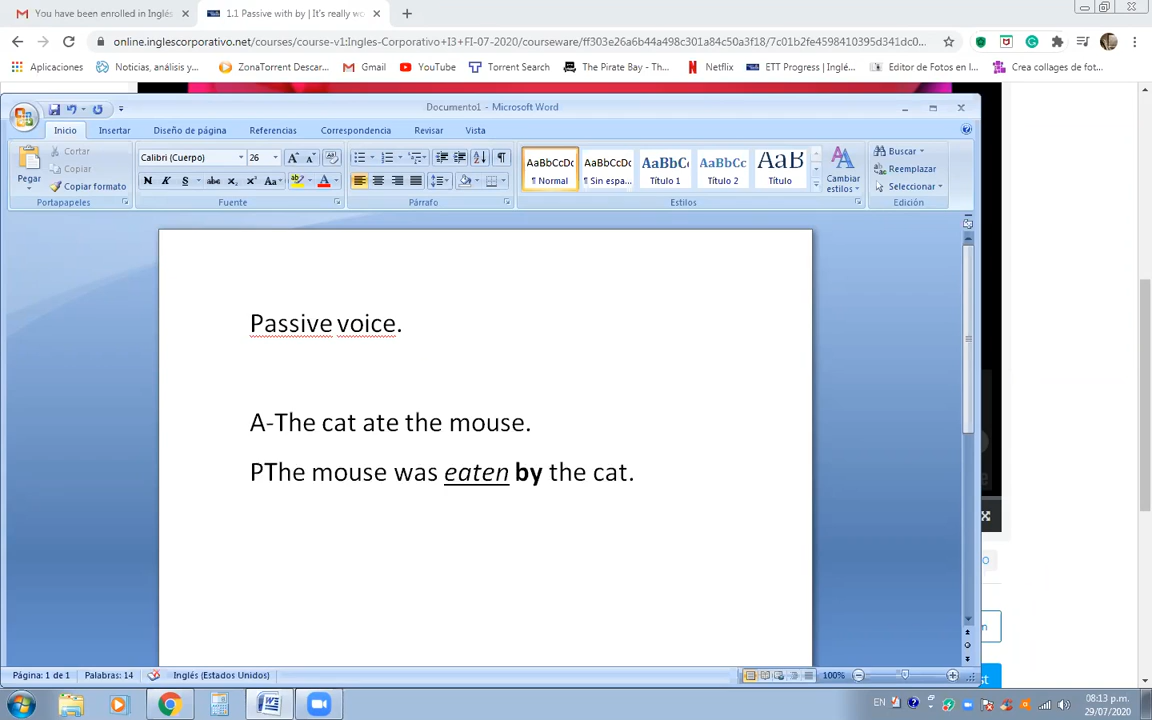 You have been enrolled in Inglés
1.1 Passive with by | It's really wo
online.inglescorporativo.net/courses/course-v1:Ingles-Corporativo+I3+FI-07-2020/courseware/ff303e26a6b44a498c301a84c50a3f18/7c01b2fe4598410395d341dc0...
Aplicaciones
Noticias, análisis y...
ZonaTorrent Descar...
Gmail
YouTube
Torrent Search
The Pirate Bay - Th...
Netflix
ETT Progress | Inglé...
Editor de Fotos en l...
Crea collages de fot...
Documento1 - Microsoft Word
Inicio Insertar Diseño de página Referencias Correspondencia Revisar Vista
Pegar
Cortar
Copiar
Copiar formato
Portapapeles
Calibri (Cuerpo) 26
N K S abc x₂ x² Aa
Fuente
Párrafo
AaBbCcDc AaBbCcDc AaBbC AaBbCc AaB
¶ Normal ¶ Sin espa... Título 1 Título 2 Título
Cambiar estilos
Estilos
Buscar
Reemplazar
Seleccionar
Edición
Passive voice.
A-The cat ate the mouse.
PThe mouse was eaten by the cat.
Página: 1 de 1 Palabras: 14 Inglés (Estados Unidos) 100%
EN
08:13 p.m.
29/07/2020